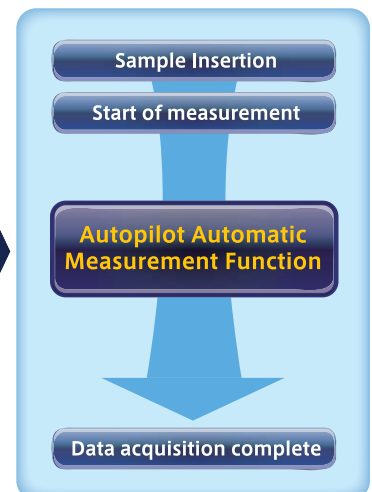 Sample Insertion
Start of measurement
Autopilot Automatic
Measurement Function
Data acquisition complete